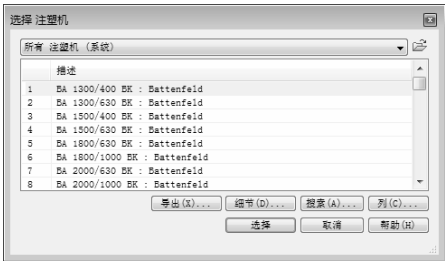 选择 注塑机
所有 注塑机 (系统)
描述
1 BA 1300/400 BK : Battenfeld
2 BA 1300/630 BK : Battenfeld
3 BA 1500/400 BK : Battenfeld
4 BA 1500/630 BK : Battenfeld
5 BA 1800/630 BK : Battenfeld
6 BA 1800/1000 BK : Battenfeld
7 BA 2000/630 BK : Battenfeld
8 BA 2000/1000 BK : Battenfeld
导出(X)... 细节(D)... 搜索(A)... 列(C)...
选择 取消 帮助(H)